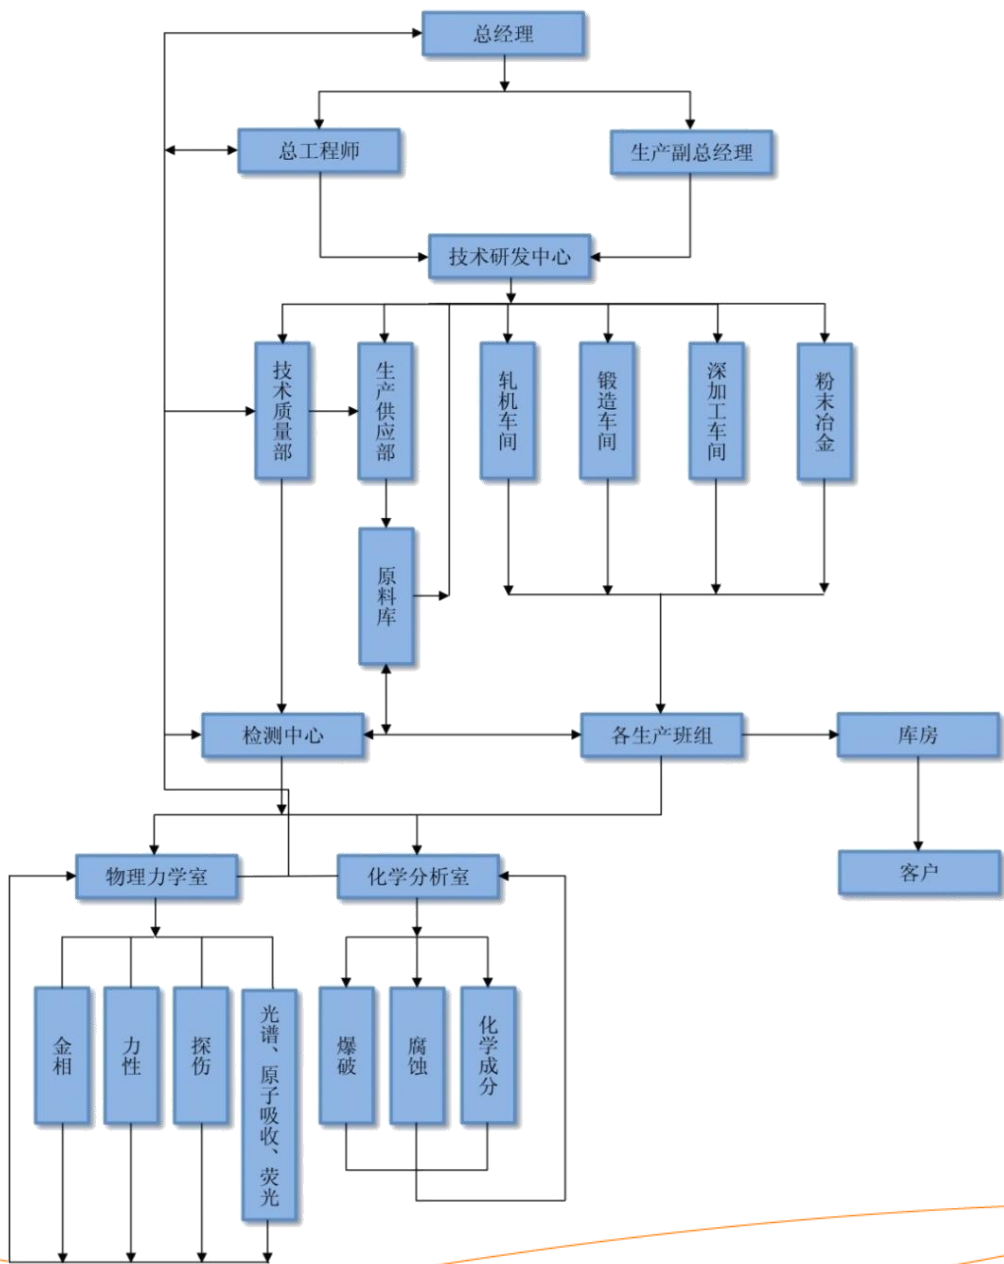 总经理
总工程师
生产副总经理
技术研发中心
技术质量部
生产供应部
轧机车间
锻造车间
深加工车间
粉末冶金
原料库
检测中心
各生产班组
库房
物理力学室
化学分析室
客户
金相
力性
探伤
光谱、原子吸收、荧光
爆破
腐蚀
化学成分